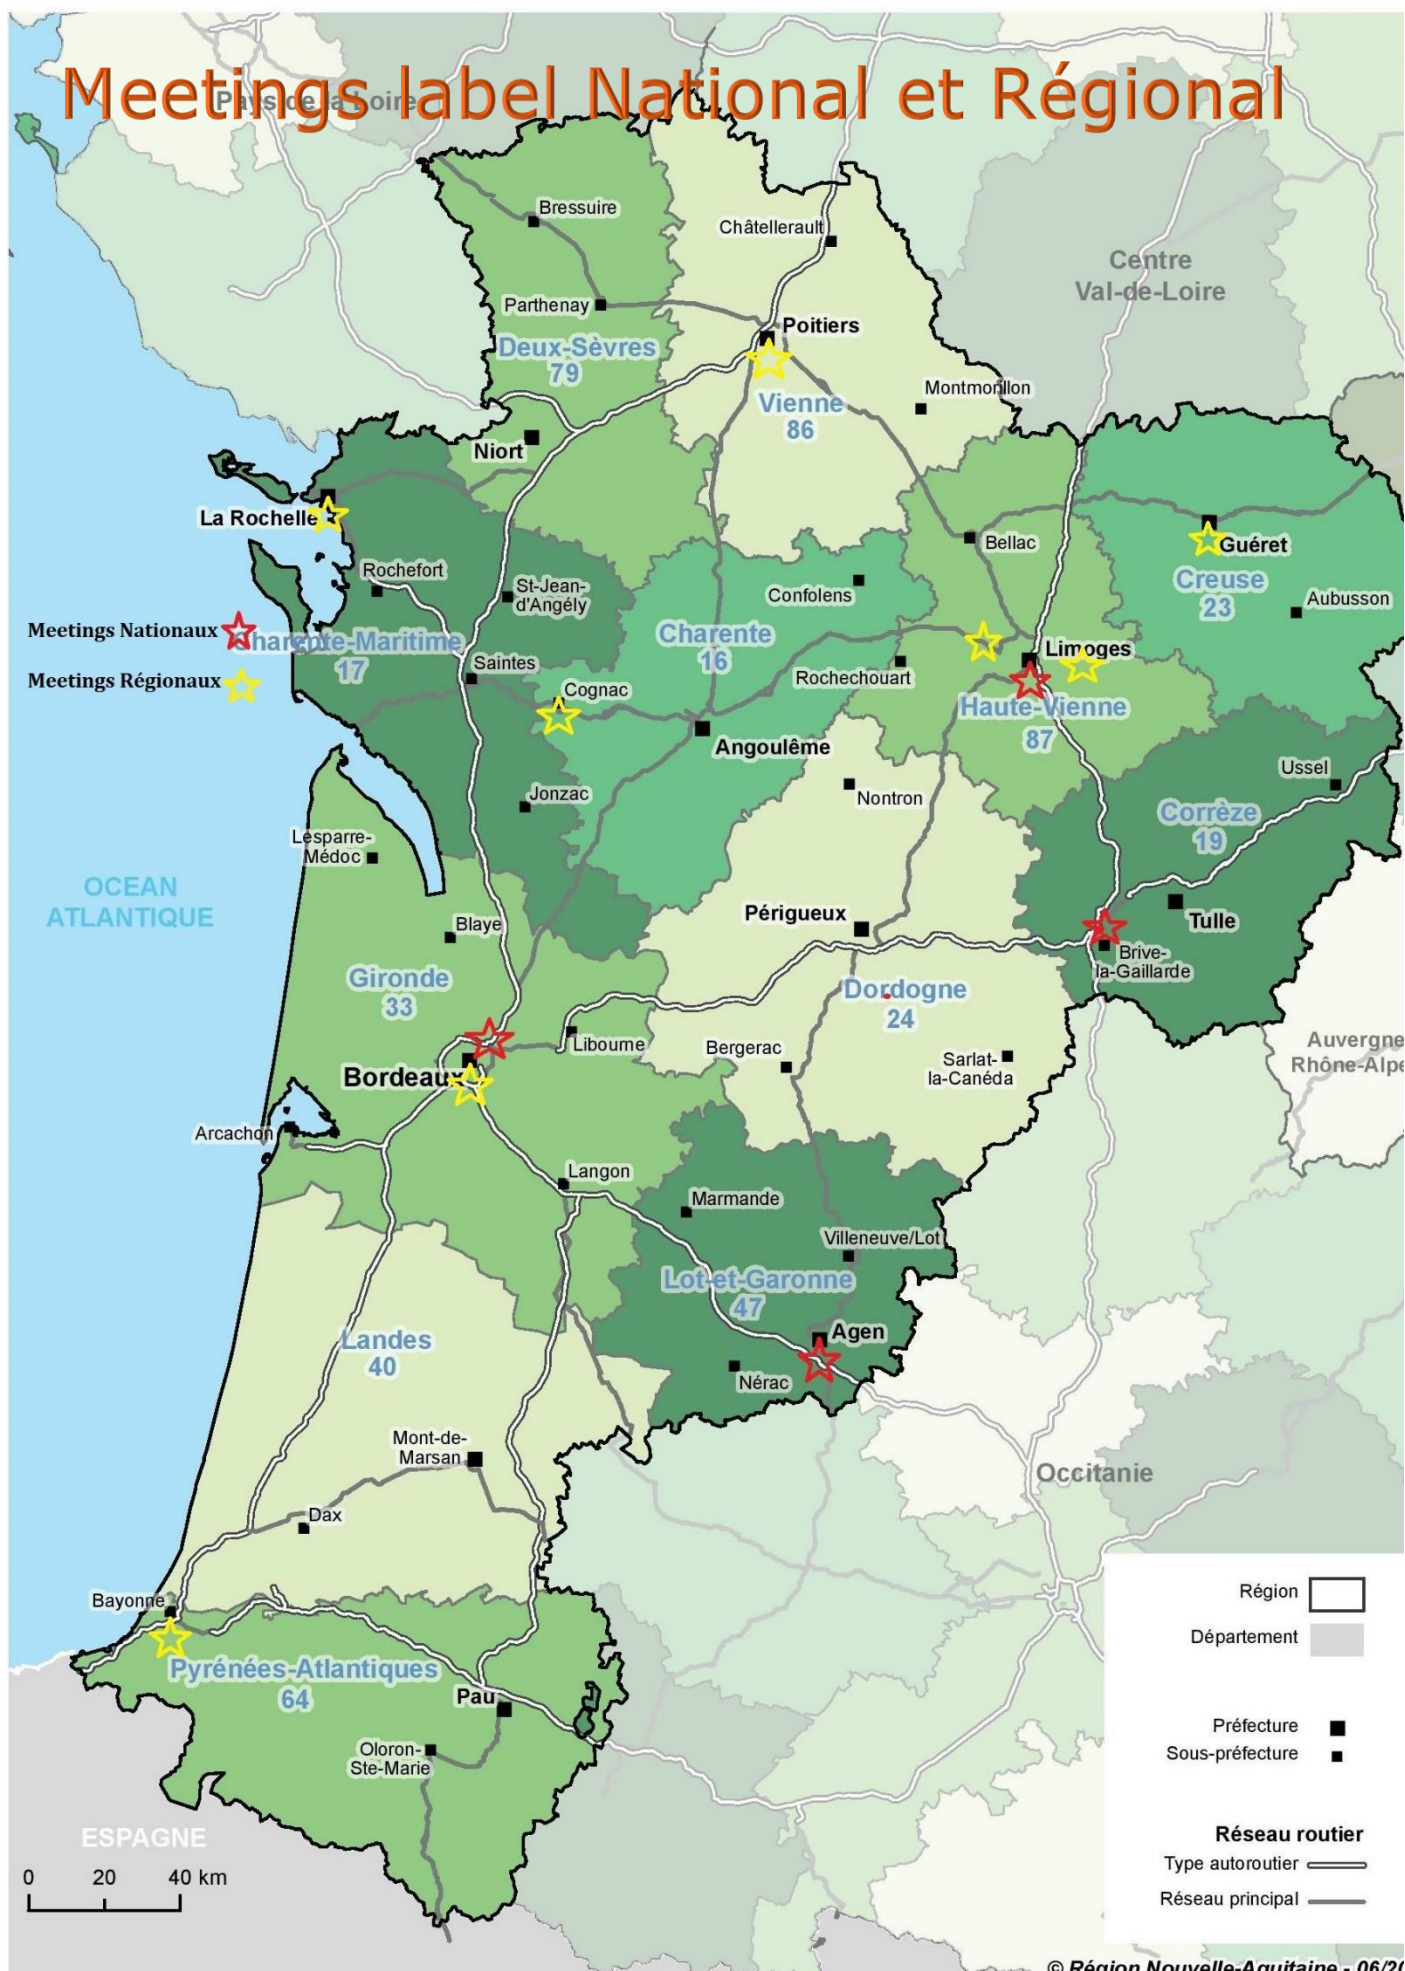 Meetings label National et Régional
Pays de la Loire
Bressuire
Châtellerault
Centre
Val-de-Loire
Parthenay
Poitiers
Deux-Sèvres
79
Montmorillon
Vienne
86
Niort
La Rochelle
Guéret
Bellac
Rochefort
St-Jean-
d'Angély
Confolens
Creuse
23
Aubusson
Meetings Nationaux
Charente-Maritime
17
Charente
16
Limoges
Saintes
Rochechouart
Meetings Régionaux
Cognac
Haute-Vienne
87
Angoulême
Ussel
Jonzac
Nontron
Corrèze
19
Lesparre-
Médoc
OCEAN
ATLANTIQUE
Périgueux
Tulle
Blaye
Brive-
la-Gaillarde
Gironde
33
Dordogne
24
Libourne
Bergerac
Sarlat-
la-Canéda
Auvergne
Rhône-Alpe
Bordeaux
Arcachon
Langon
Marmande
Villeneuve/Lot
Lot-et-Garonne
47
Landes
40
Agen
Nérac
Mont-de-
Marsan
Occitanie
Dax
Bayonne
Région
Département
Pyrénées-Atlantiques
64
Pau
Préfecture
Sous-préfecture
Oloron-
Ste-Marie
ESPAGNE
Réseau routier
Type autoroutier
Réseau principal
0 20 40 km
© Région Nouvelle-Aquitaine - 06/20